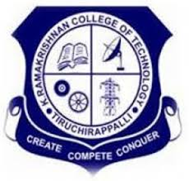 K.RAMAKRISHNAN COLLEGE OF TECHNOLOGY
TIRUCHIRAPPALLI
CREATE COMPETE CONQUER